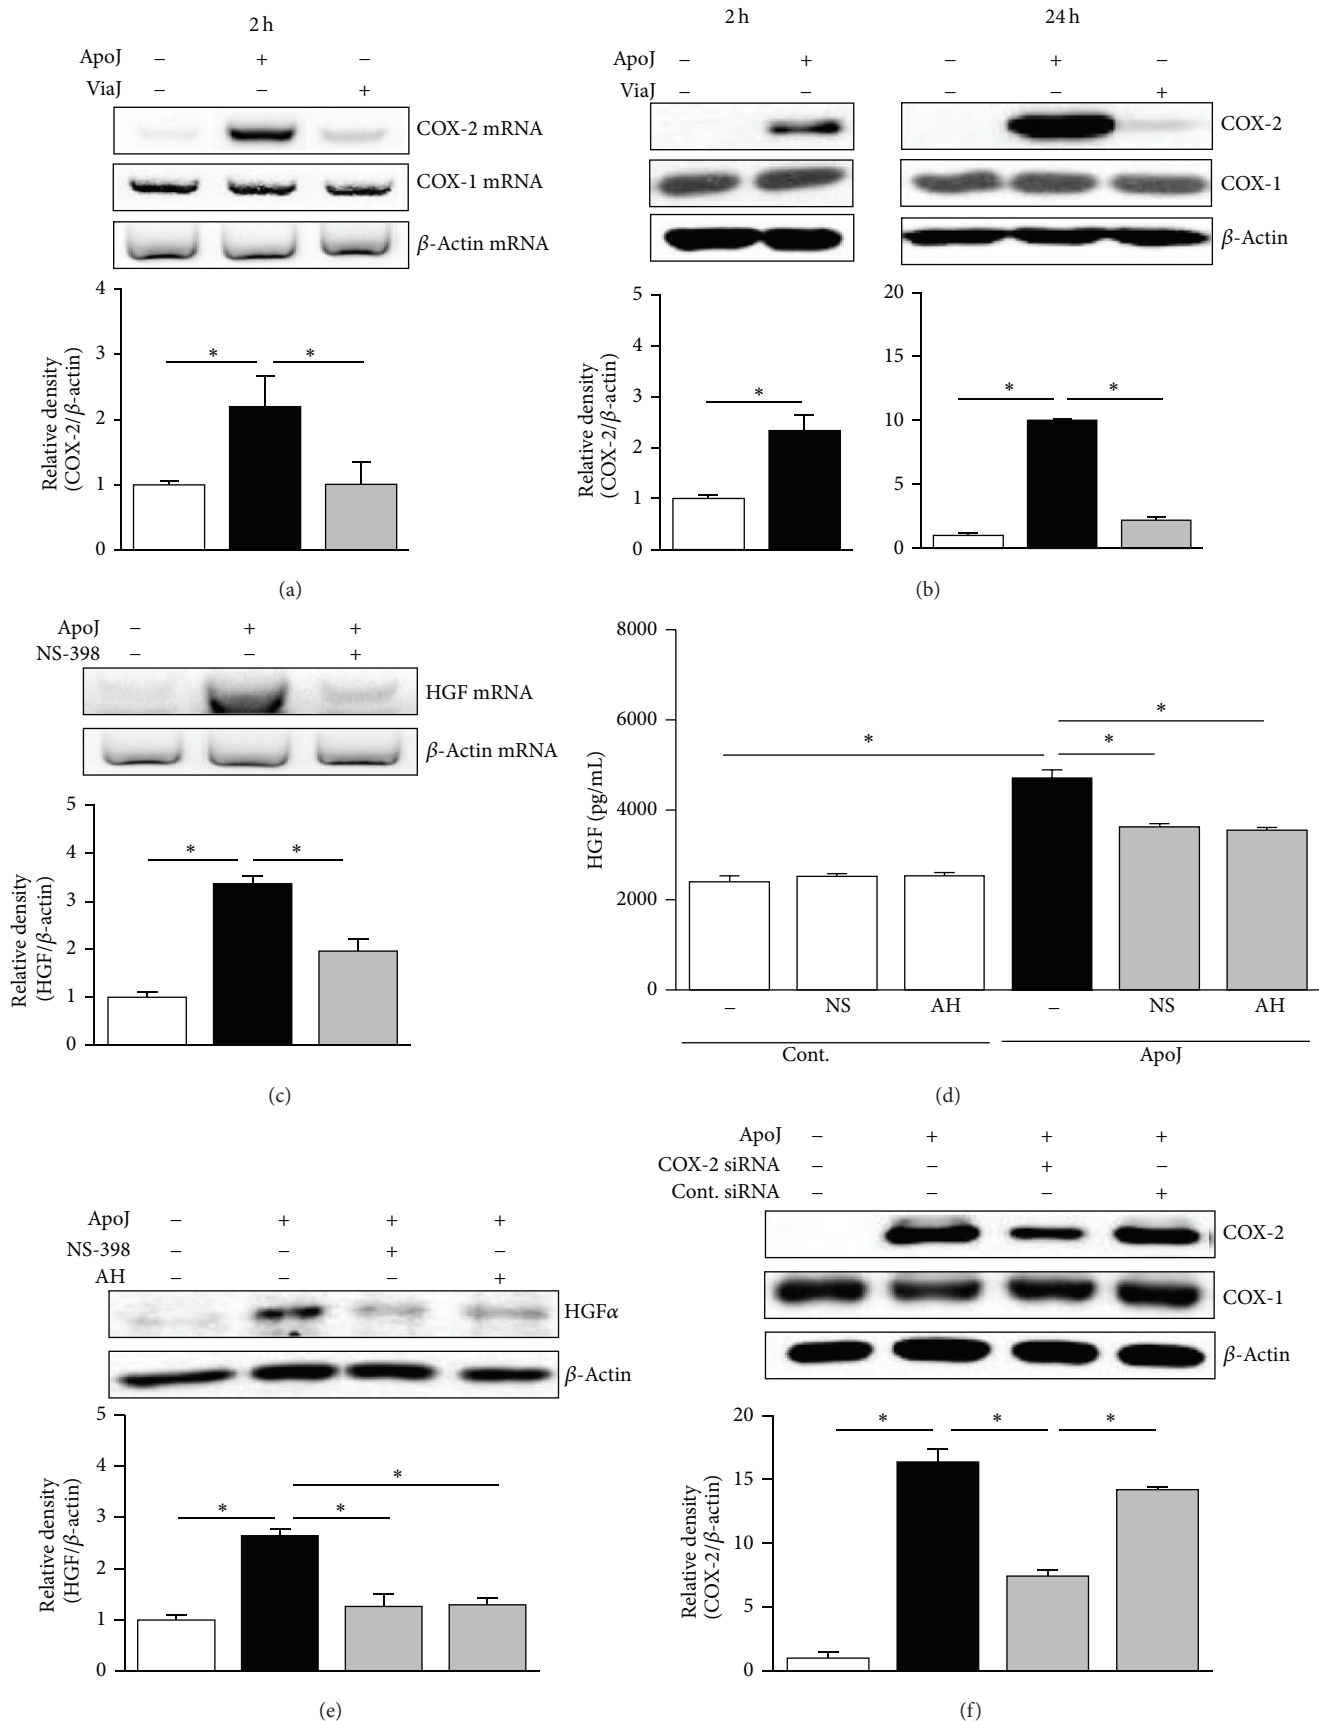 2 h
ApoJ − + −
ViaJ − − +
COX-2 mRNA
COX-1 mRNA
β-Actin mRNA
4
3
2
1
0
Relative density
(COX-2/β-actin)
* *
(a)
2 h 24 h
ApoJ − + − + −
ViaJ − − − − +
COX-2
COX-1
β-Actin
5
4
3
2
1
0
Relative density
(COX-2/β-actin)
*
20
15
10
5
0
* *
(b)
ApoJ − + +
NS-398 − − +
HGF mRNA
β-Actin mRNA
5
4
3
2
1
0
Relative density
(HGF/β-actin)
* *
(c)
8000
6000
4000
2000
0
HGF (pg/mL)
* * *
− NS AH − NS AH
Cont. ApoJ
(d)
ApoJ − + + +
NS-398 − − + −
AH − − − +
HGFα
β-Actin
5
4
3
2
1
0
Relative density
(HGF/β-actin)
* * *
(e)
ApoJ − + + +
COX-2 siRNA − − + −
Cont. siRNA − − − +
COX-2
COX-1
β-Actin
20
15
10
5
0
Relative density
(COX-2/β-actin)
* * *
(f)